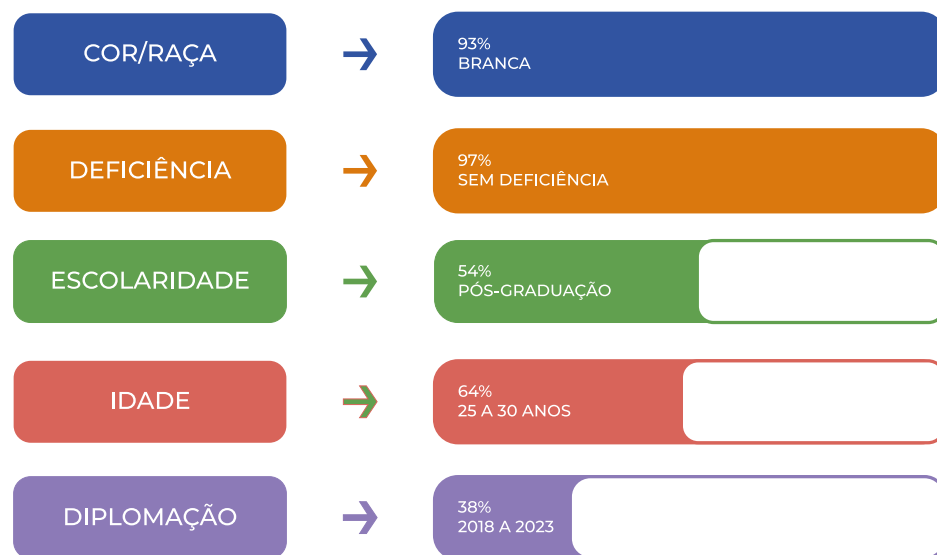 COR/RAÇA
93%
BRANCA
DEFICIÊNCIA
97%
SEM DEFICIÊNCIA
ESCOLARIDADE
54%
PÓS-GRADUAÇÃO
IDADE
64%
25 A 30 ANOS
DIPLOMAÇÃO
38%
2018 A 2023